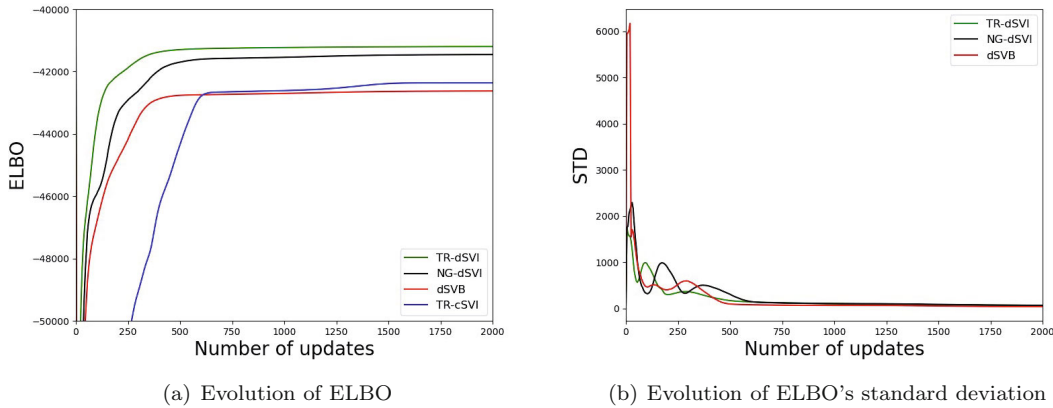 −40000
−42000
−44000
−46000
−48000
−50000
ELBO
0
250
500
750
1000
1250
1500
1750
2000
Number of updates
TR-dSVI
NG-dSVI
dSVB
TR-cSVI
(a) Evolution of ELBO
6000
5000
4000
3000
2000
1000
0
STD
0
250
500
750
1000
1250
1500
1750
2000
Number of updates
TR-dSVI
NG-dSVI
dSVB
(b) Evolution of ELBO's standard deviation